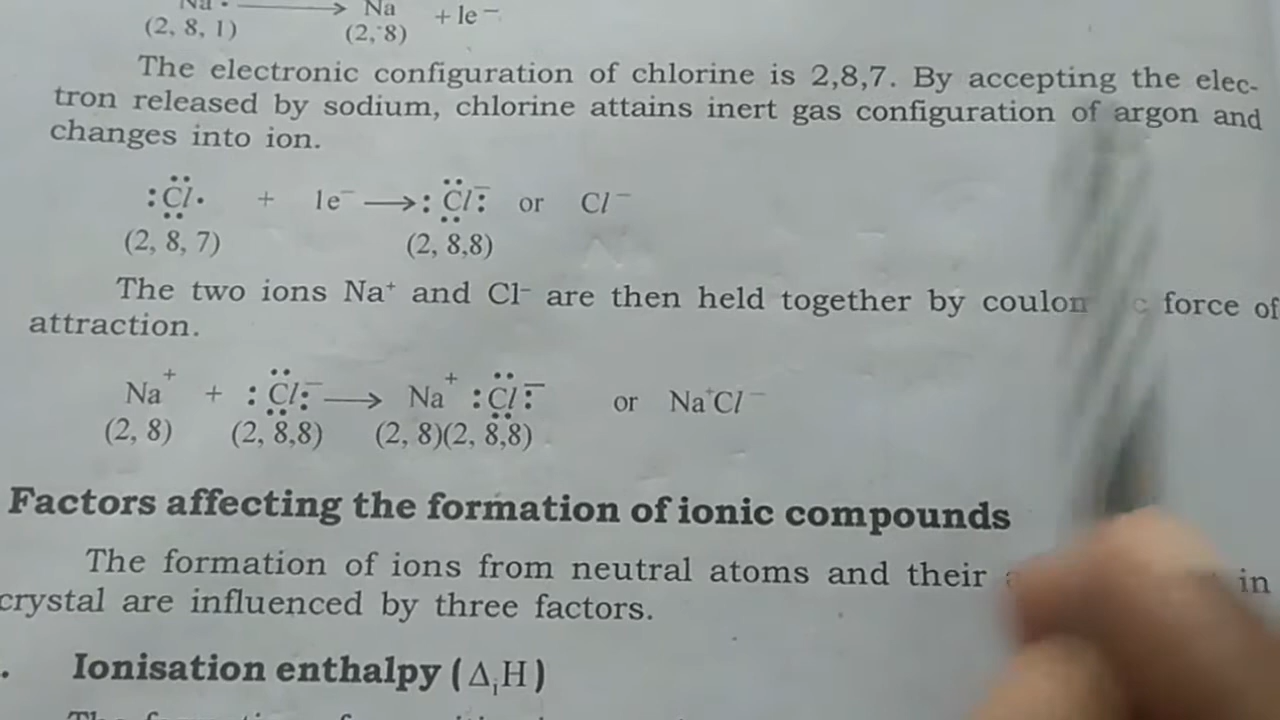 Na · ⟶ Na + 1e⁻
(2, 8, 1) (2, 8)
The electronic configuration of chlorine is 2,8,7. By accepting the elec-
tron released by sodium, chlorine attains inert gas configuration of argon and
changes into ion.
:Cl· + 1e⁻ ⟶ :Cl:⁻ or Cl⁻
(2, 8, 7) (2, 8,8)
The two ions Na⁺ and Cl⁻ are then held together by force of
attraction.
Na⁺ + :Cl:⁻ ⟶ Na⁺ :Cl:⁻ or Na⁺Cl⁻
(2, 8) (2, 8,8) (2, 8)(2, 8,8)
Factors affecting the formation of ionic compounds
The formation of ions from neutral atoms and their in
crystal are influenced by three factors.
. Ionisation enthalpy (ΔᵢH)